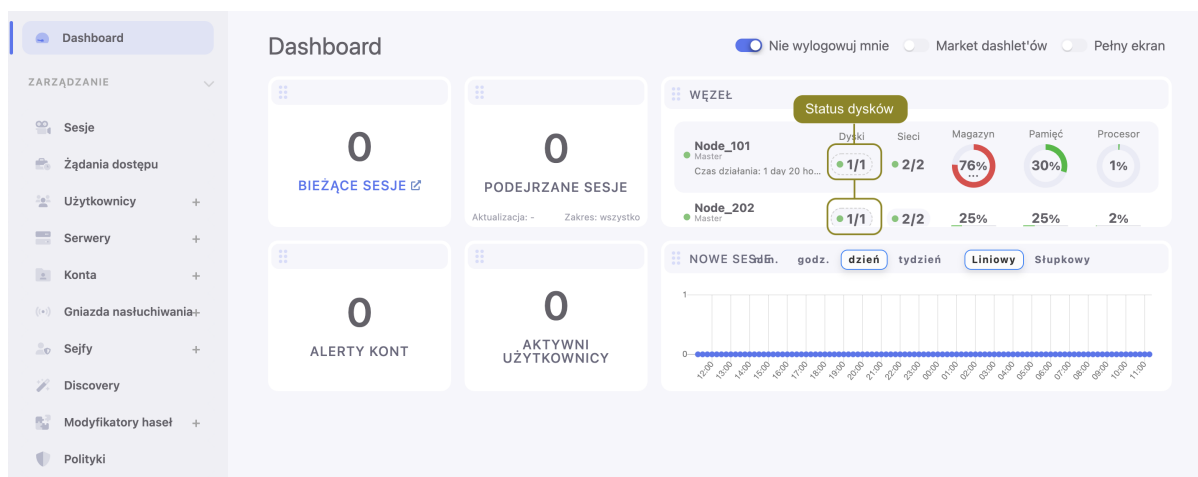 Dashboard
ZARZĄDZANIE
Sesje
Żądania dostępu
Użytkownicy +
Serwery +
Konta +
Gniazda nasłuchiwania+
Sejfy +
Discovery
Modyfikatory haseł +
Polityki
Dashboard
Nie wylogowuj mnie Market dashlet'ów Pełny ekran
0
BIEŻĄCE SESJE
0
PODEJRZANE SESJE
Aktualizacja: - Zakres: wszystko
WĘZEŁ
Status dysków
Dyski Sieci Magazyn Pamięć Procesor
Node_101
Master
Czas działania: 1 day 20 ho...
1/1 2/2 76% ... 30% 1%
Node_202
Master
1/1 2/2 25% 25% 2%
0
ALERTY KONT
0
AKTYWNI
UŻYTKOWNICY
NOWE SESJE min. godz. dzień tydzień Liniowy Słupkowy
1
0
12:00 13:00 14:00 15:00 16:00 17:00 18:00 19:00 20:00 21:00 22:00 23:00 00:00 01:00 02:00 03:00 04:00 05:00 06:00 07:00 08:00 09:00 10:00 11:00